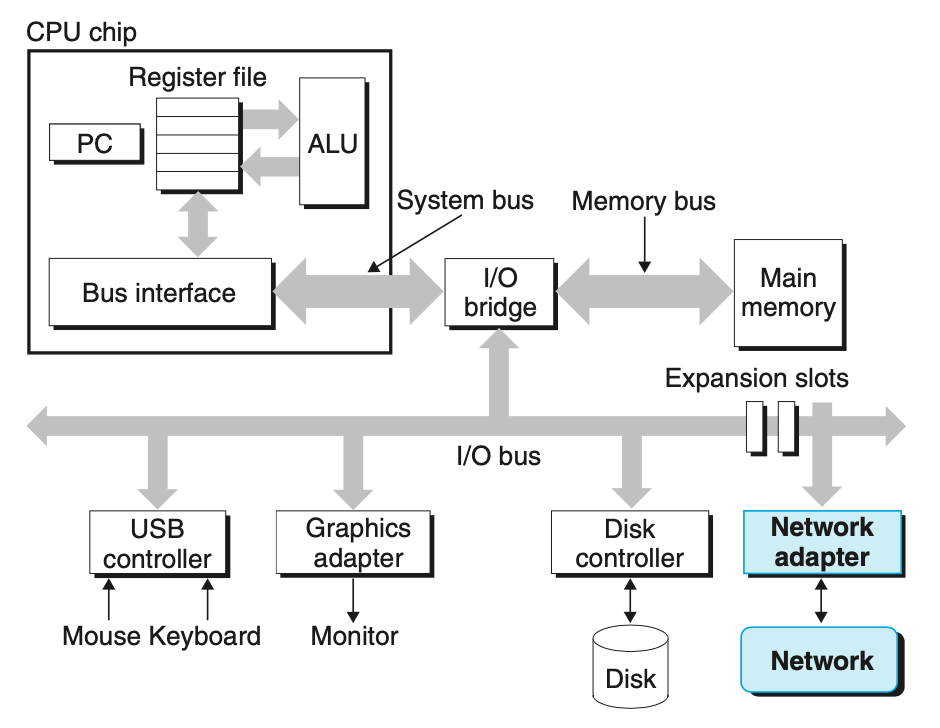 CPU chip
Register file
PC
ALU
System bus
Memory bus
Bus interface
I/O
bridge
Main
memory
Expansion slots
I/O bus
USB
controller
Graphics
adapter
Disk
controller
Network
adapter
Mouse Keyboard
Monitor
Disk
Network